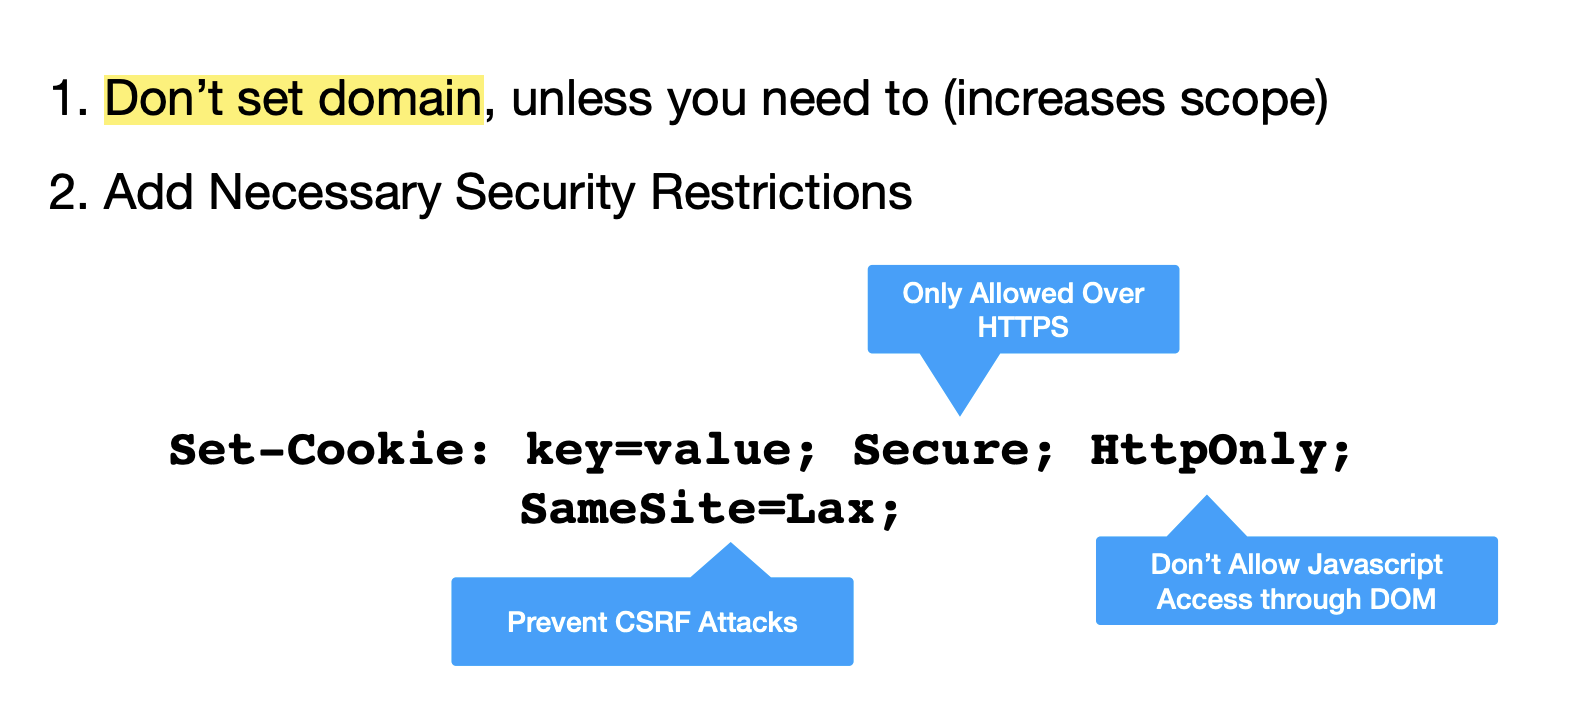 1. Don’t set domain, unless you need to (increases scope)
2. Add Necessary Security Restrictions
Only Allowed Over
HTTPS
Set-Cookie: key=value; Secure; HttpOnly;
SameSite=Lax;
Don’t Allow Javascript
Access through DOM
Prevent CSRF Attacks